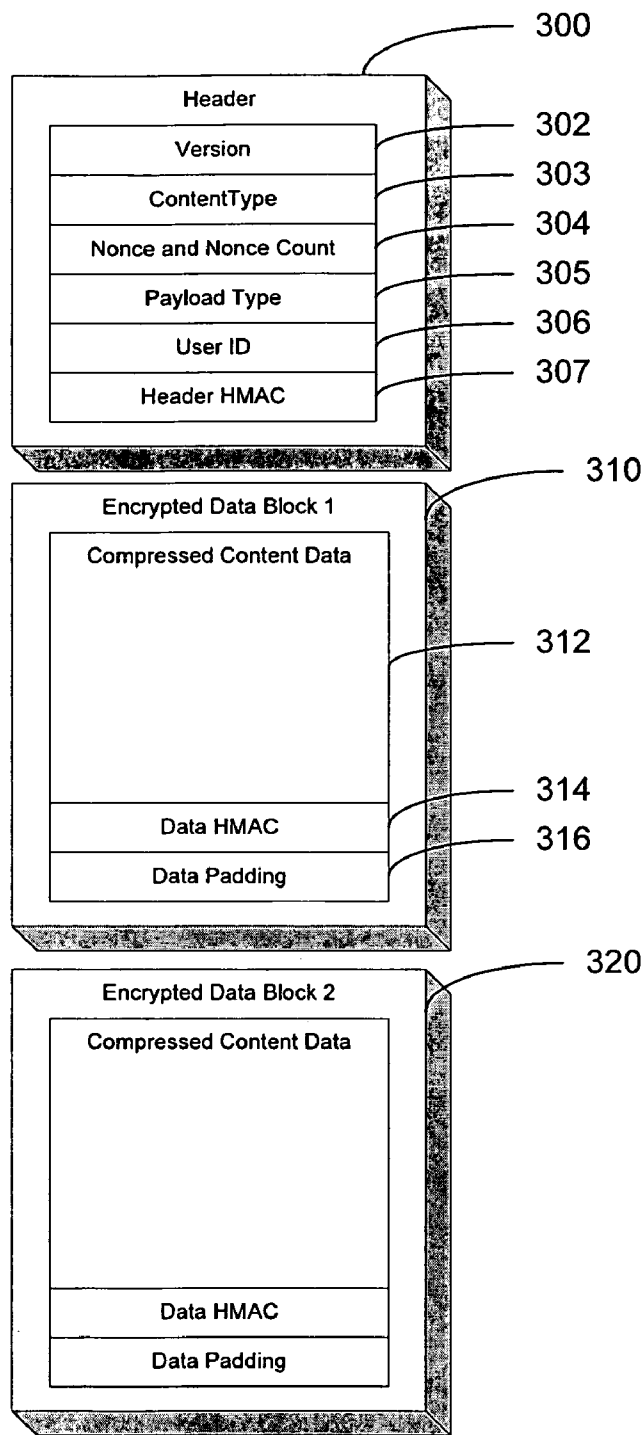 300
Header
Version
302
ContentType
303
Nonce and Nonce Count
304
Payload Type
305
User ID
306
Header HMAC
307
310
Encrypted Data Block 1
Compressed Content Data
312
Data HMAC
314
Data Padding
316
320
Encrypted Data Block 2
Compressed Content Data
Data HMAC
Data Padding